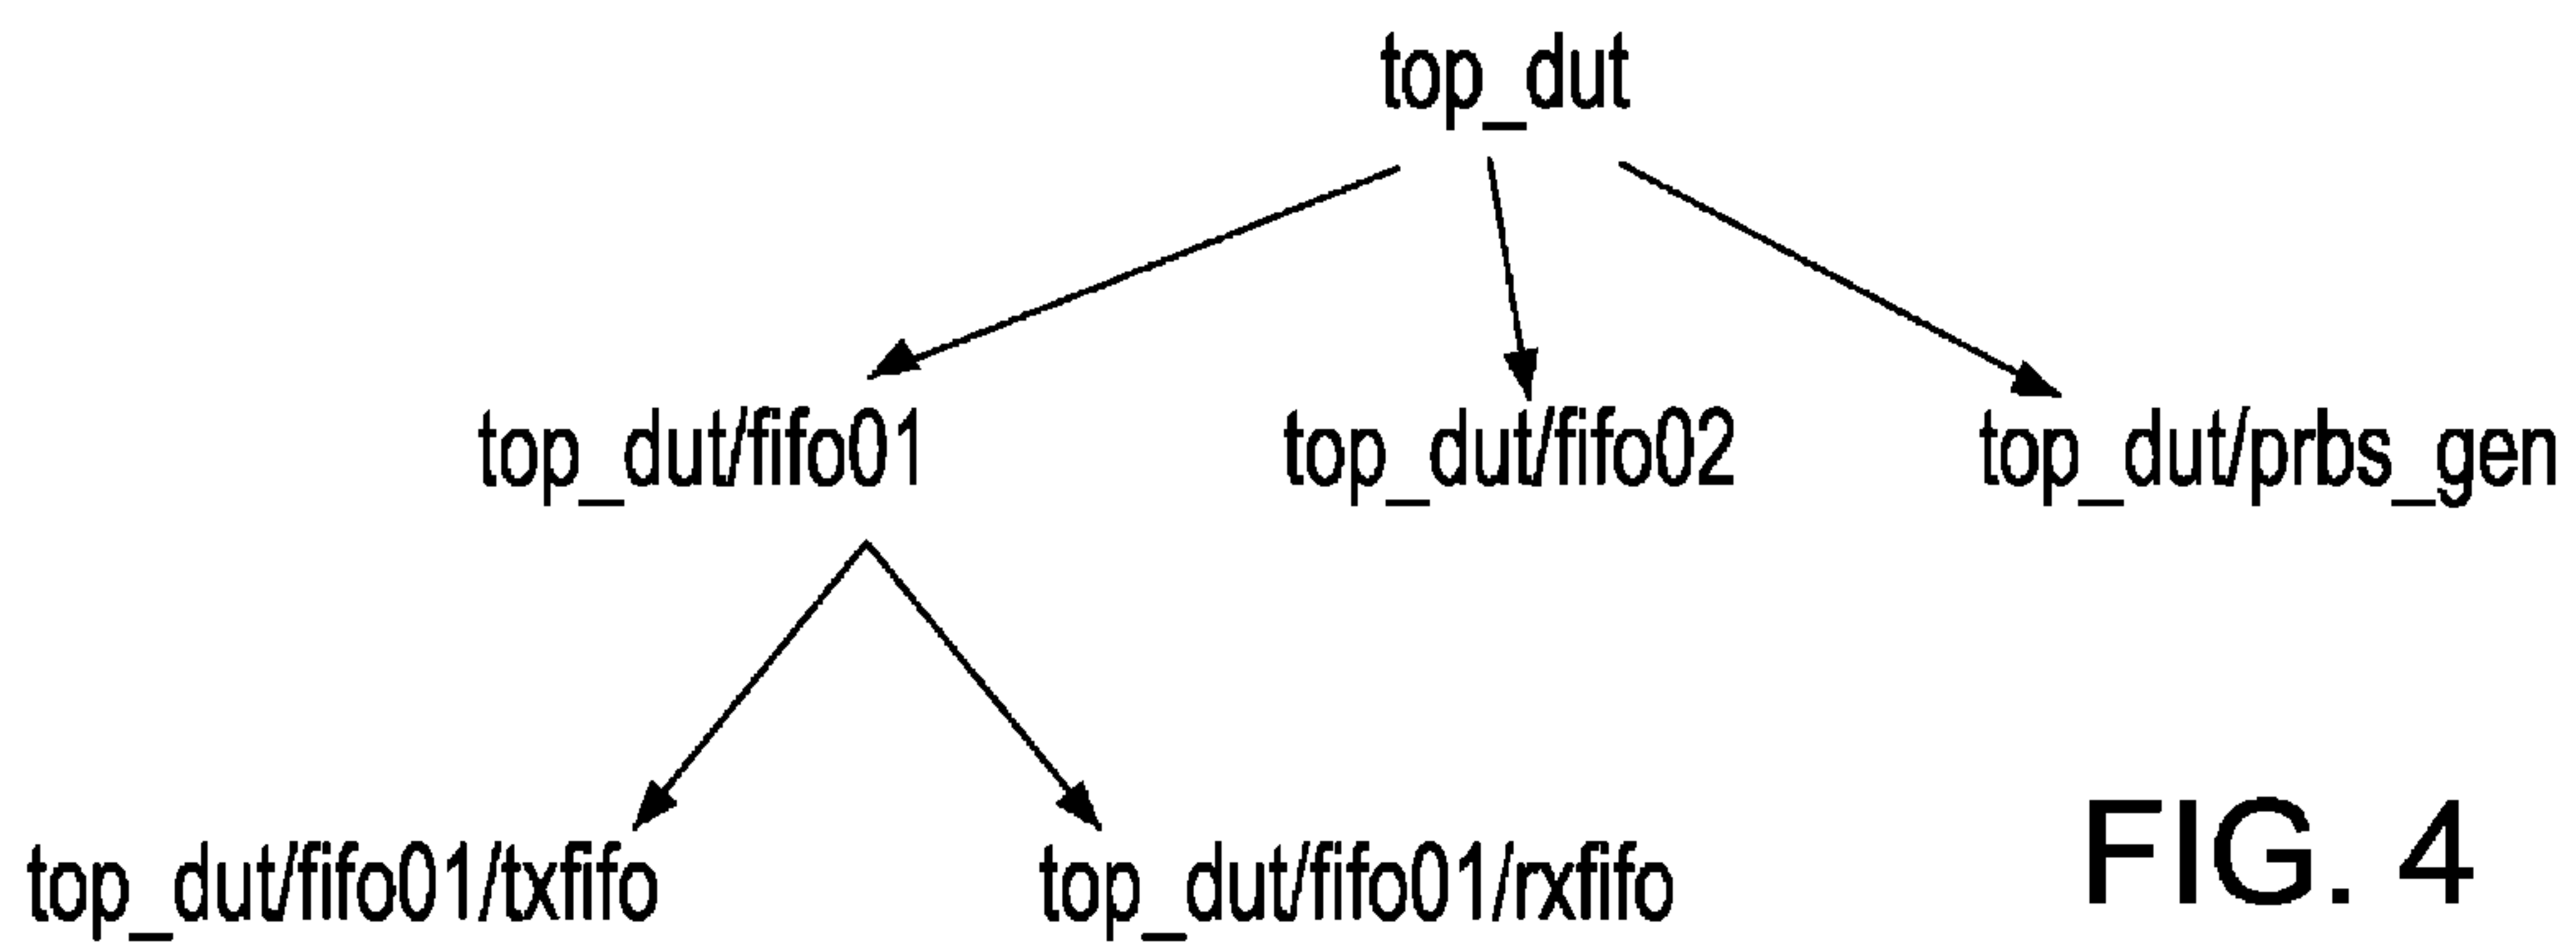 top_dut
top_dut/fifo01 top_dut/fifo02 top_dut/prbs_gen
top_dut/fifo01/txfifo top_dut/fifo01/rxfifo
FIG. 4